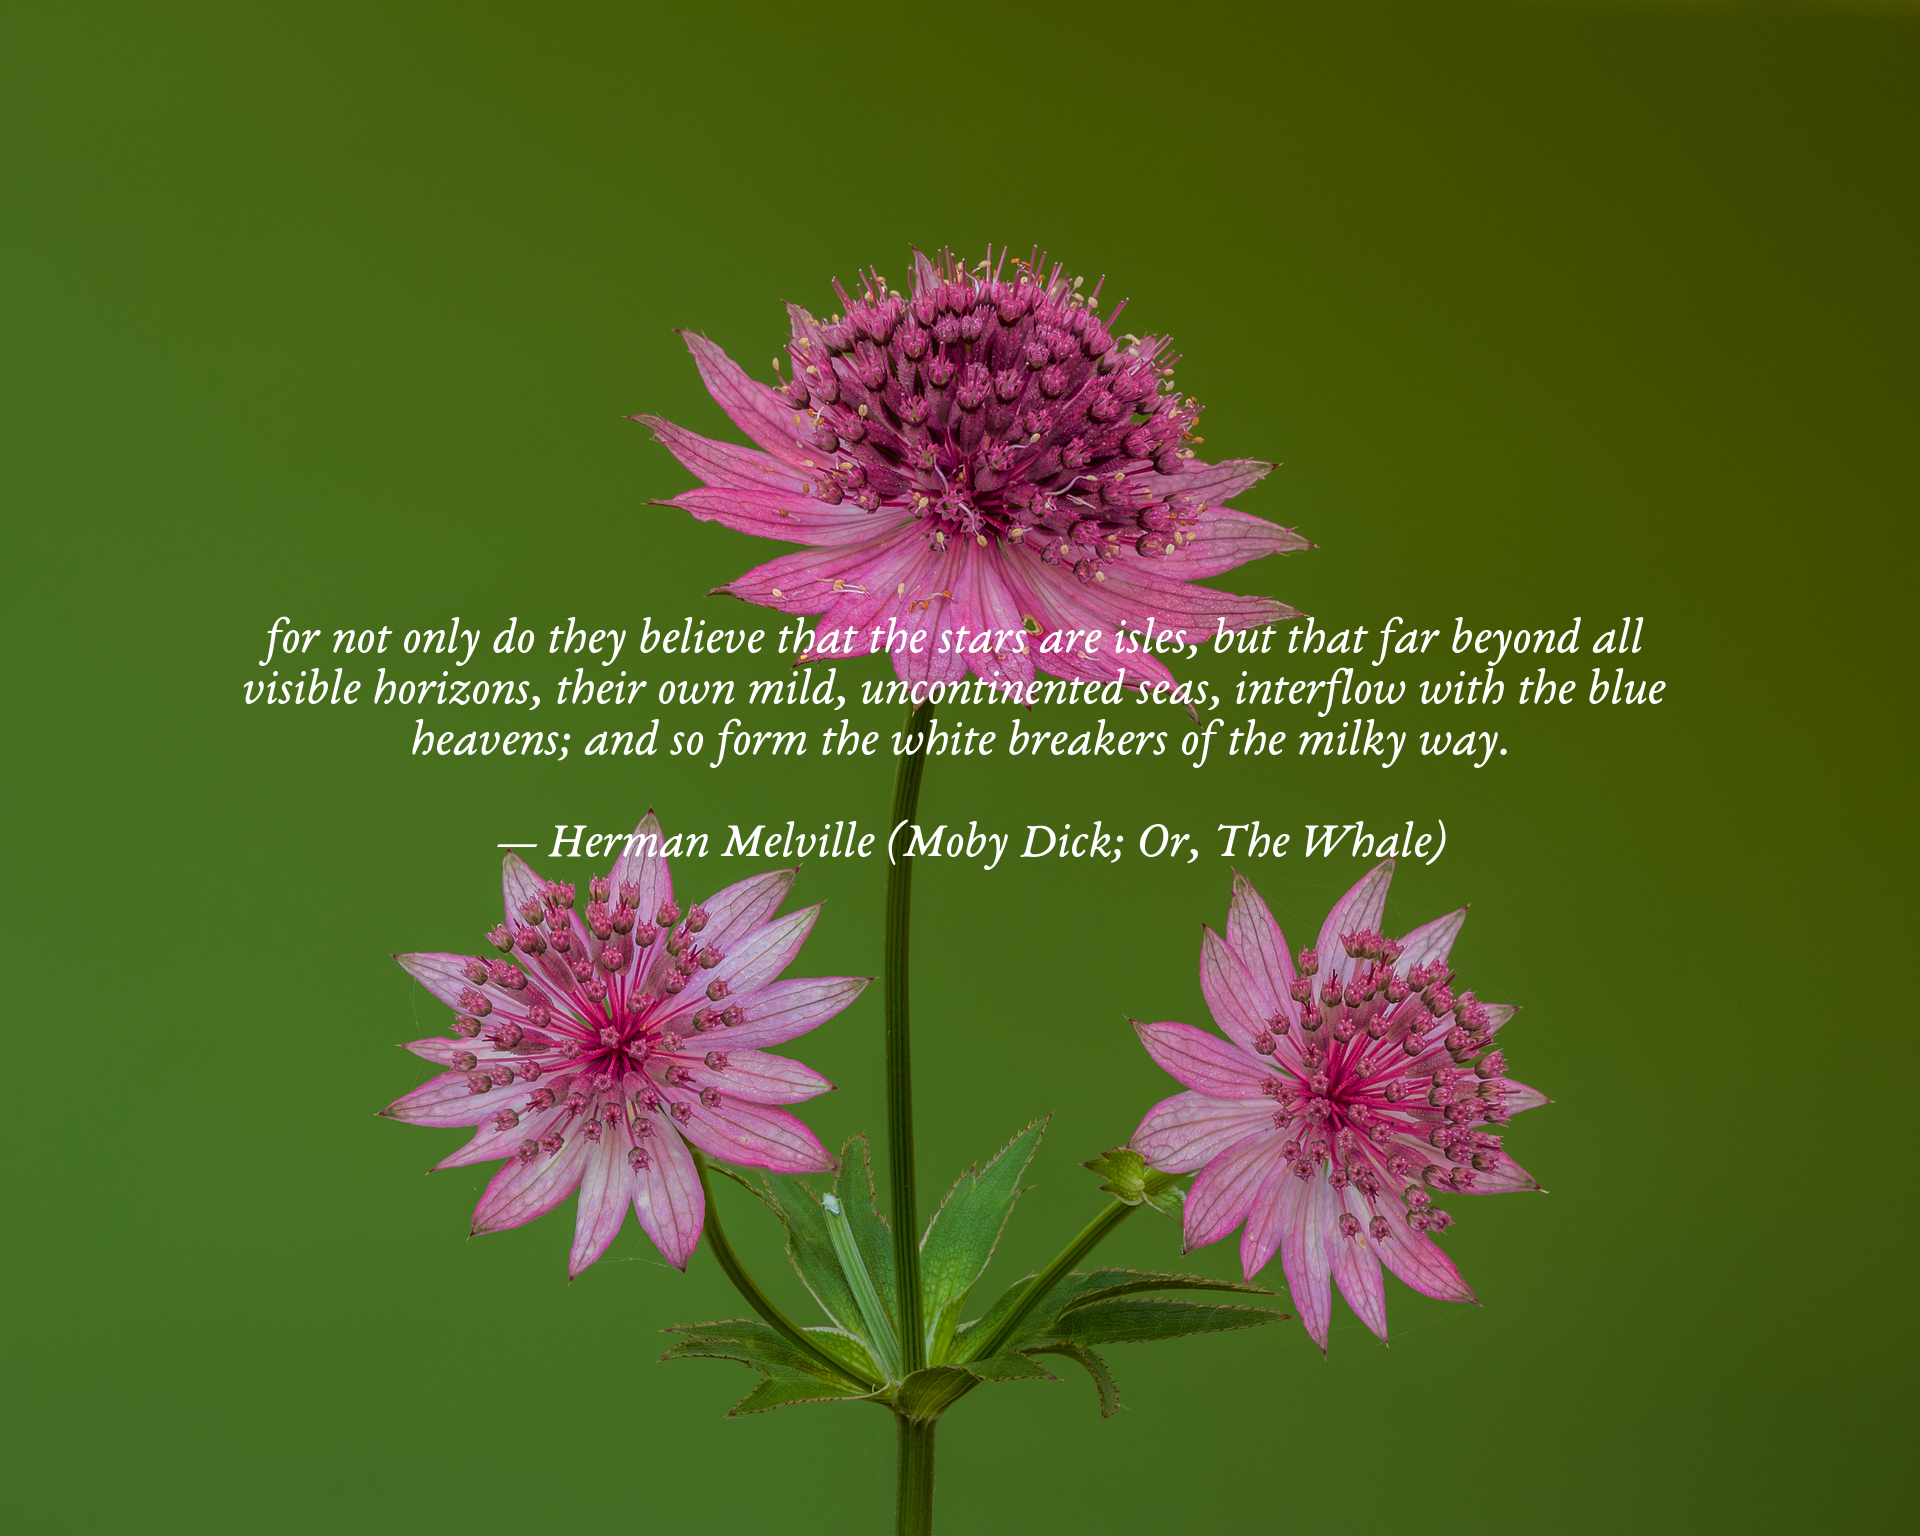 for not only do they believe that the stars are isles, but that far beyond all
visible horizons, their own mild, uncontinented seas, interflow with the blue
heavens; and so form the white breakers of the milky way.
— Herman Melville (Moby Dick; Or, The Whale)